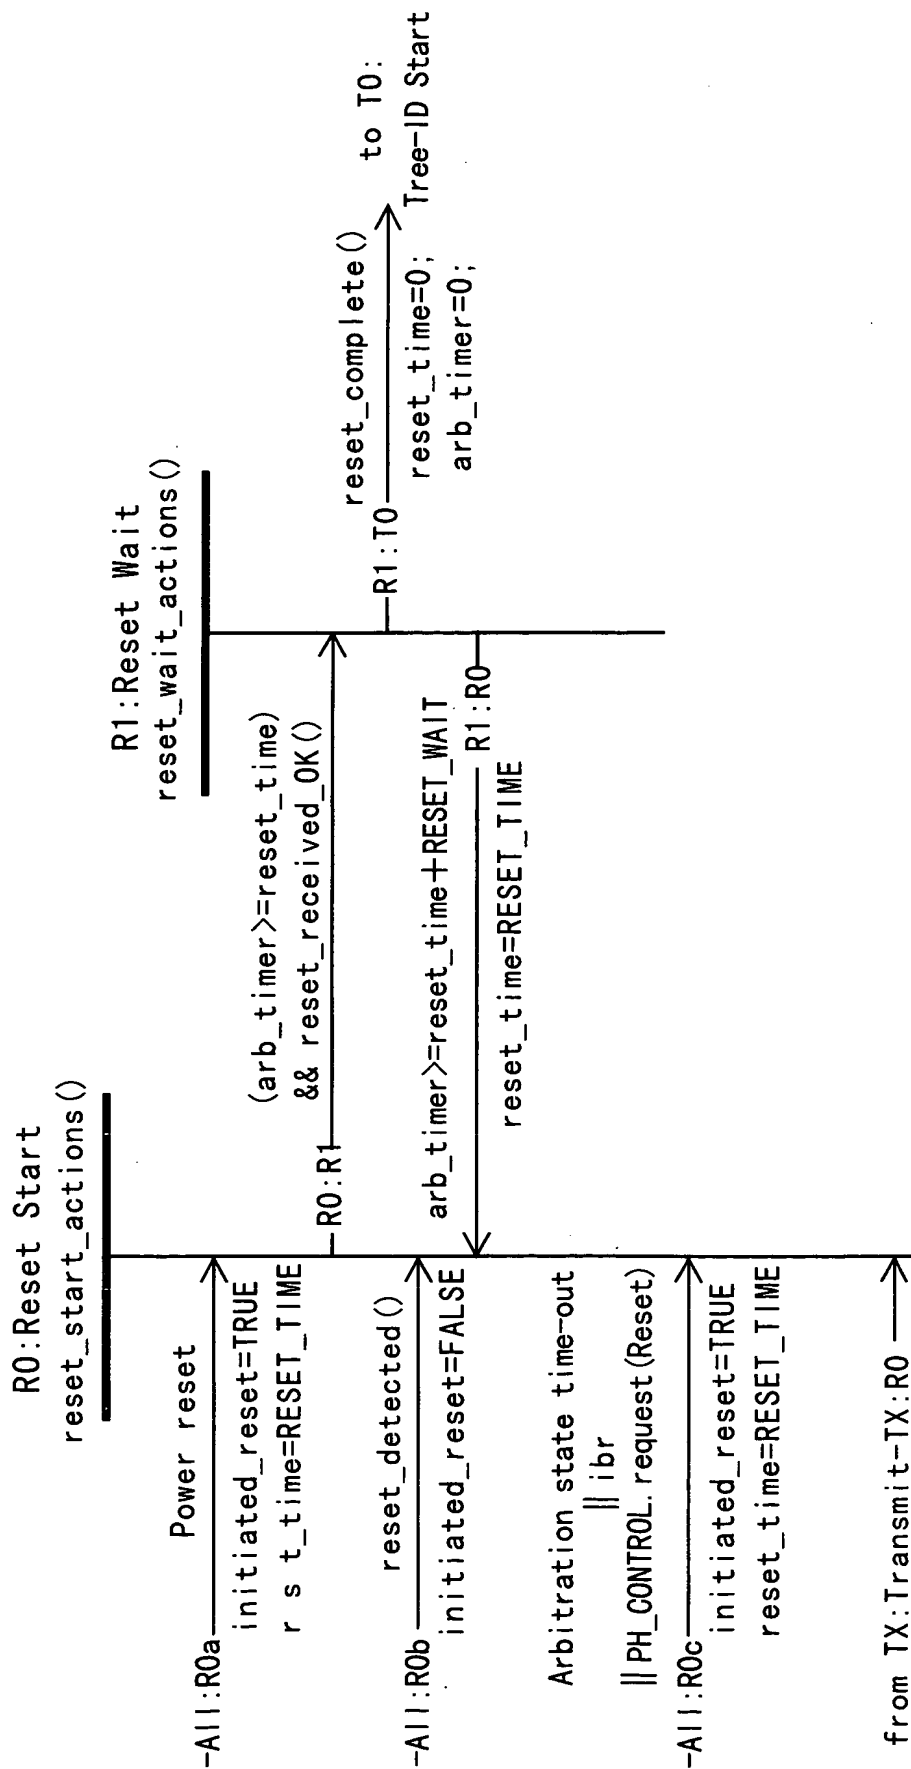 R0:Reset Start
reset_start_actions()
R1:Reset Wait
reset_wait_actions()
-All:R0a
Power reset
initiated_reset=TRUE
r s t_time=RESET_TIME
R0:R1
(arb_timer>=reset_time)
&& reset_received_OK()
R1:T0
reset_complete()
reset_time=0;
arb_timer=0;
to T0:
Tree-ID Start
-All:R0b
reset_detected()
initiated_reset=FALSE
arb_timer>=reset_time+RESET_WAIT
R1:R0
reset_time=RESET_TIME
Arbitration state time-out
|| ibr
|| PH_CONTROL.request(Reset)
-All:R0c
initiated_reset=TRUE
reset_time=RESET_TIME
from TX:Transmit-TX:R0